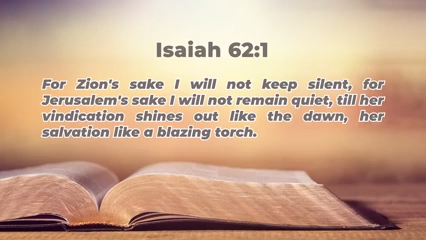 Isaiah 62:1
For Zion's sake I will not keep silent, for
Jerusalem's sake I will not remain quiet, till her
vindication shines out like the dawn, her
salvation like a blazing torch.